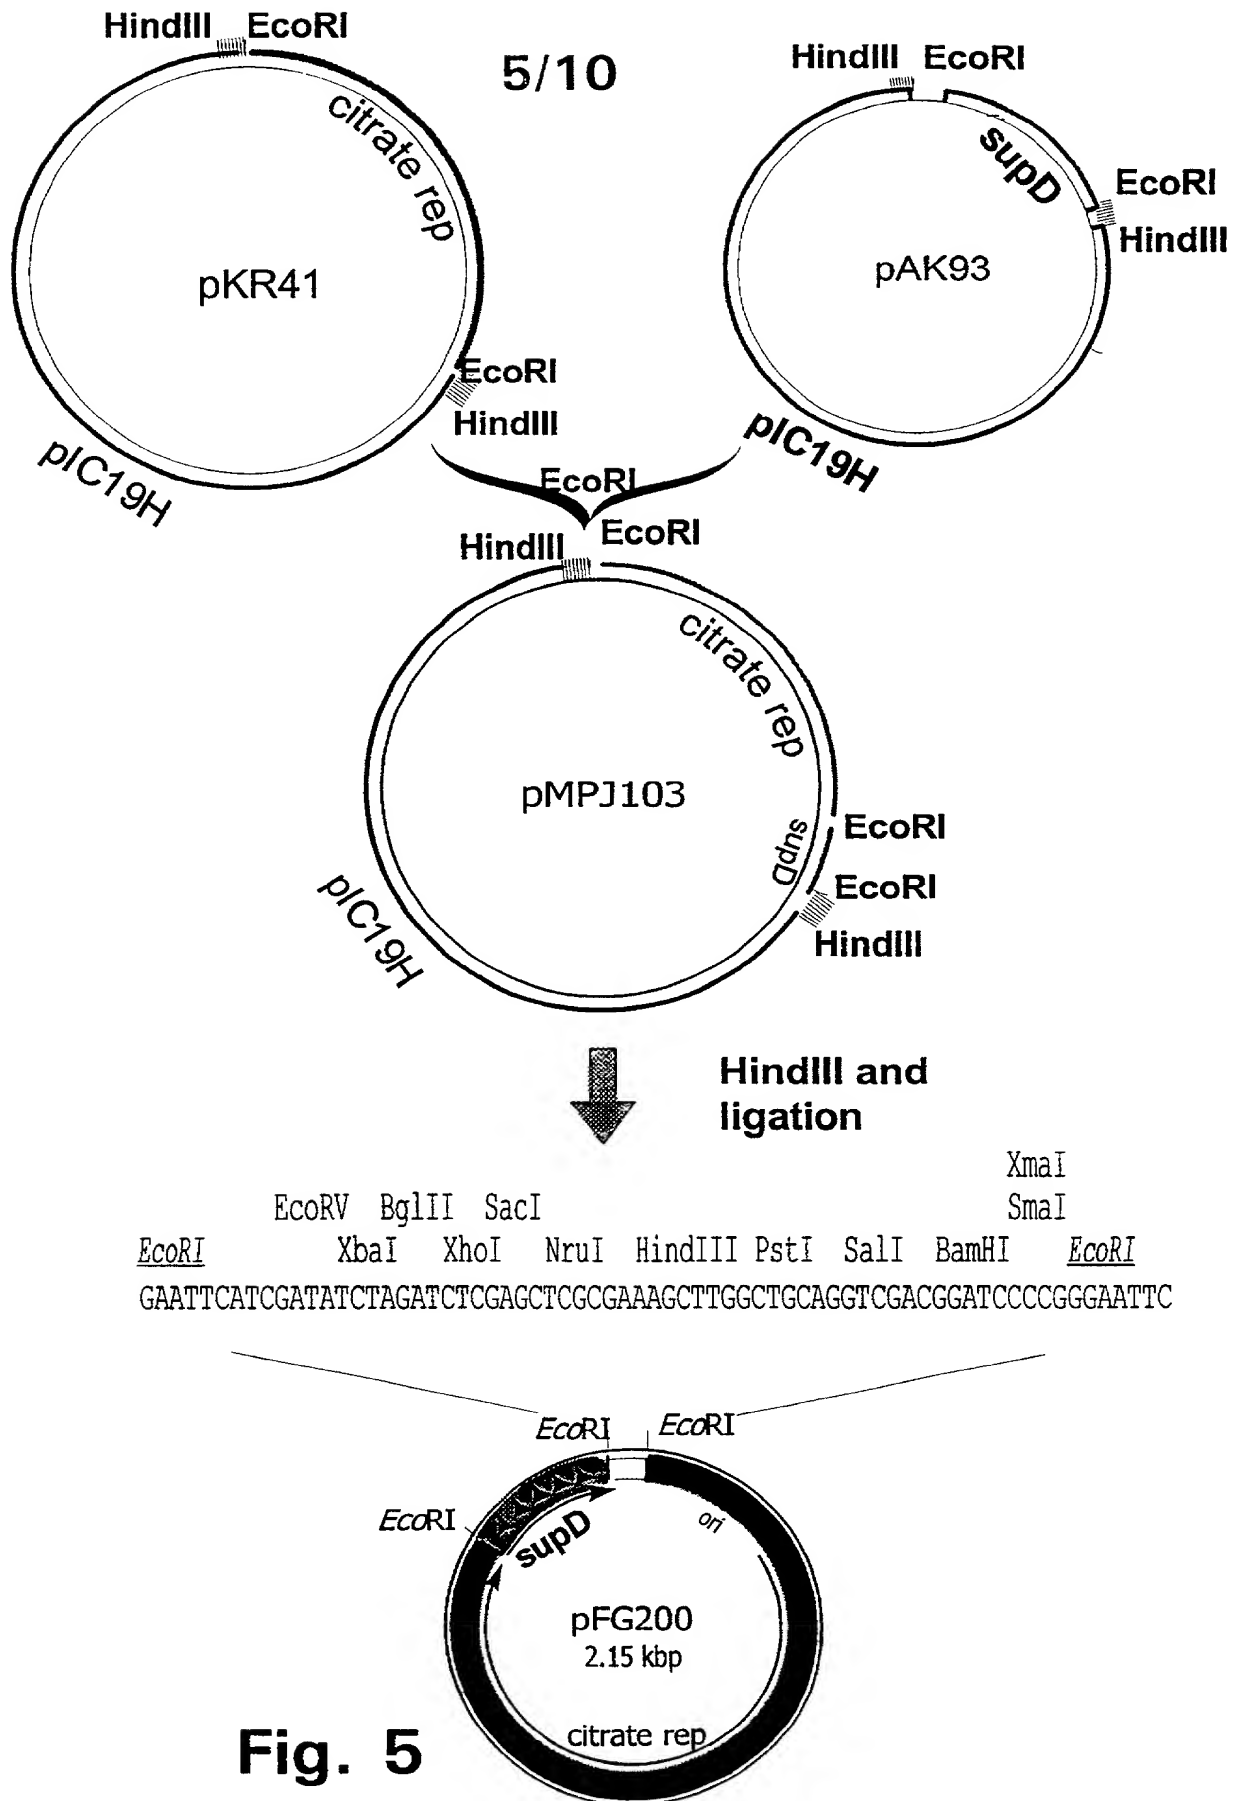 5/10
HindIII EcoRI
citrate rep
pKR41
EcoRI
HindIII
pIC19H
HindIII EcoRI
supD
EcoRI
HindIII
pAK93
pIC19H
EcoRI
HindIII EcoRI
citrate rep
pMPJ103
supD
EcoRI
EcoRI
HindIII
pIC19H
HindIII and
ligation
XmaI
EcoRV BglII SacI SmaI
EcoRI XbaI XhoI NruI HindIII PstI SalI BamHI EcoRI
GAATTCATCGATATCTAGATCTCGAGCTCGCGAAAGCTTGGCTGCAGGTCGACGGATCCCCGGGAATTC
EcoRI EcoRI
EcoRI
supD
ori
pFG200
2.15 kbp
citrate rep
Fig. 5